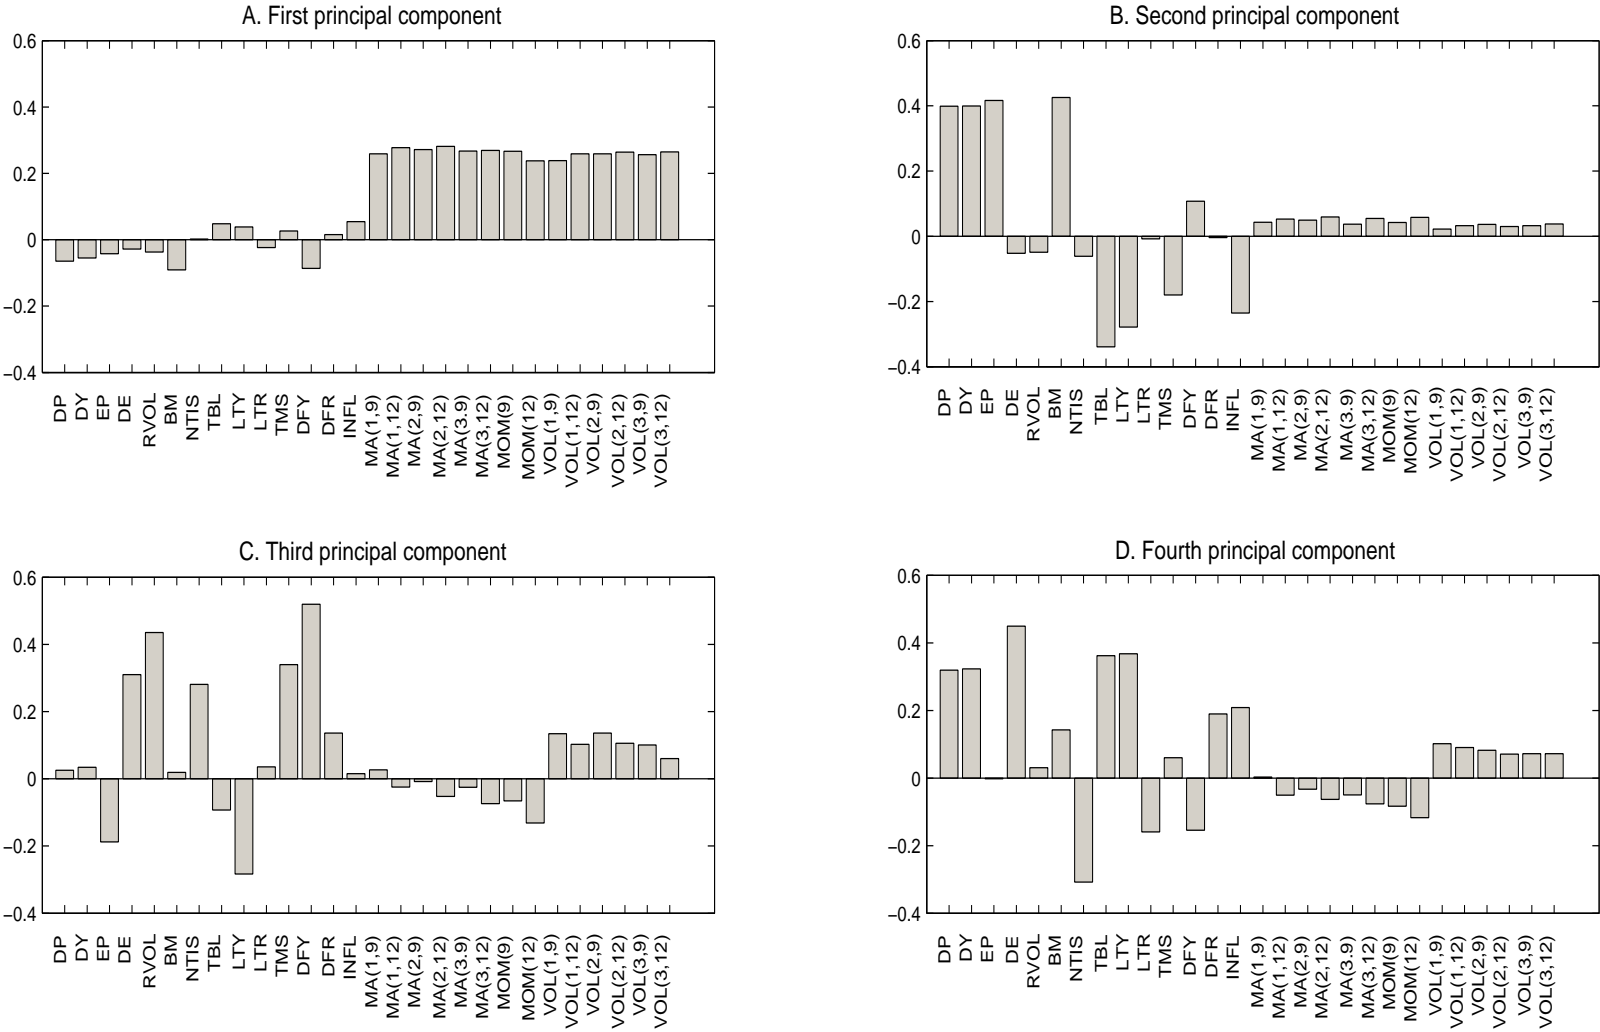 A. First principal component
0.6
0.4
0.2
0
−0.2
−0.4
DP
DY
EP
DE
RVOL
BM
NTIS
TBL
LTY
LTR
TMS
DFY
DFR
INFL
MA(1,9)
MA(1,12)
MA(2,9)
MA(2,12)
MA(3.9)
MA(3,12)
MOM(9)
MOM(12)
VOL(1,9)
VOL(1,12)
VOL(2,9)
VOL(2,12)
VOL(3,9)
VOL(3,12)
B. Second principal component
0.6
0.4
0.2
0
−0.2
−0.4
DP
DY
EP
DE
RVOL
BM
NTIS
TBL
LTY
LTR
TMS
DFY
DFR
INFL
MA(1,9)
MA(1,12)
MA(2,9)
MA(2,12)
MA(3.9)
MA(3,12)
MOM(9)
MOM(12)
VOL(1,9)
VOL(1,12)
VOL(2,9)
VOL(2,12)
VOL(3,9)
VOL(3,12)
C. Third principal component
0.6
0.4
0.2
0
−0.2
−0.4
DP
DY
EP
DE
RVOL
BM
NTIS
TBL
LTY
LTR
TMS
DFY
DFR
INFL
MA(1,9)
MA(1,12)
MA(2,9)
MA(2,12)
MA(3.9)
MA(3,12)
MOM(9)
MOM(12)
VOL(1,9)
VOL(1,12)
VOL(2,9)
VOL(2,12)
VOL(3,9)
VOL(3,12)
D. Fourth principal component
0.6
0.4
0.2
0
−0.2
−0.4
DP
DY
EP
DE
RVOL
BM
NTIS
TBL
LTY
LTR
TMS
DFY
DFR
INFL
MA(1,9)
MA(1,12)
MA(2,9)
MA(2,12)
MA(3.9)
MA(3,12)
MOM(9)
MOM(12)
VOL(1,9)
VOL(1,12)
VOL(2,9)
VOL(2,12)
VOL(3,9)
VOL(3,12)